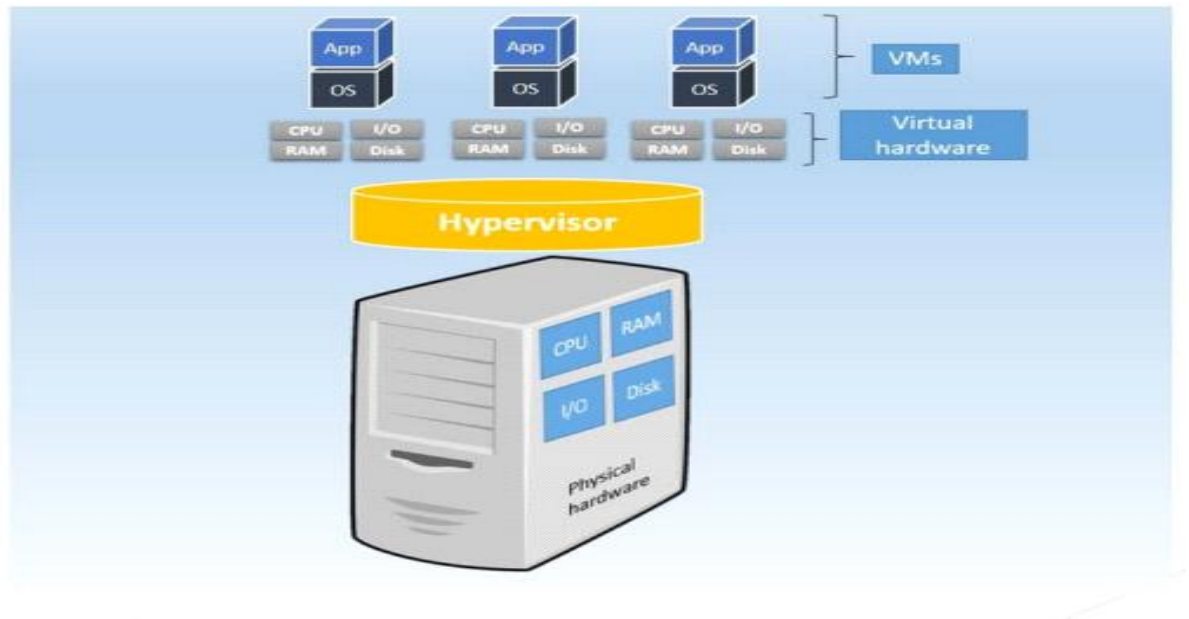 App App App
VMs
OS OS OS
CPU I/O CPU I/O CPU I/O
RAM Disk RAM Disk RAM Disk
Virtual
hardware
Hypervisor
CPU RAM
I/O Disk
Physical
hardware